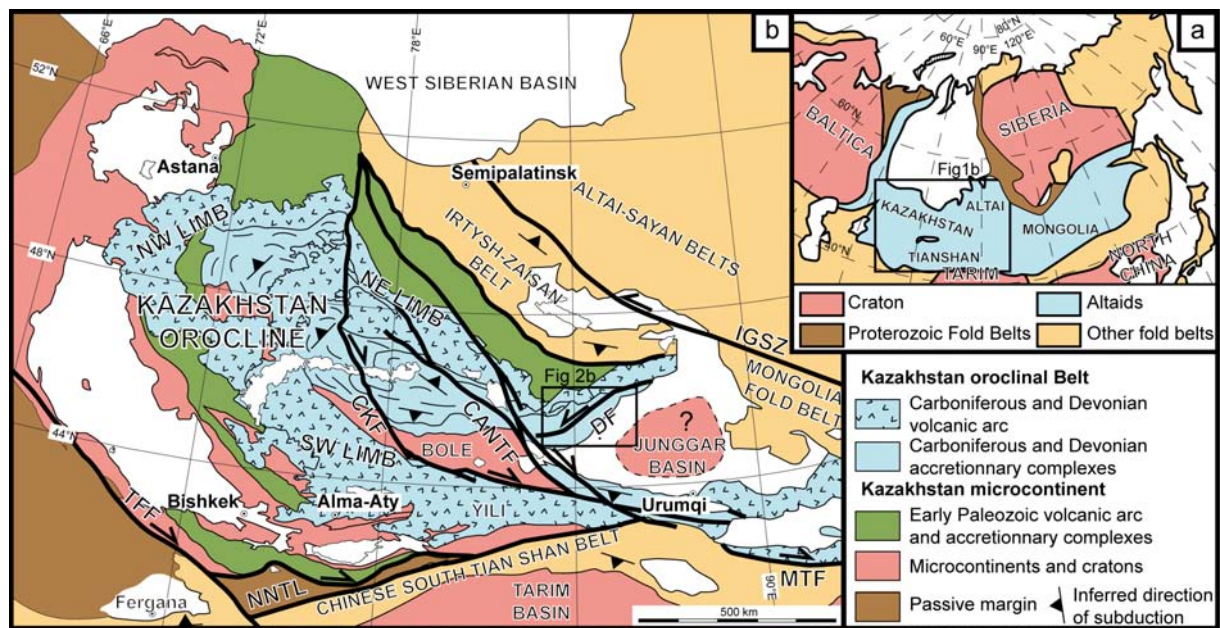 66°E
72°E
78°E
b
52°N
WEST SIBERIAN BASIN
Astana
Semipalatinsk
ALTAI-SAYAN BELTS
NW LIMB
IRTYSH-ZAISAN
BELT
48°N
NE LIMB
KAZAKHSTAN
OROCLINE
IGSZ
MONGOLIA
FOLD BELT
Fig 2b
DF
?
JUNGGAR
BASIN
CKF
CANTF
BOLE
44°N
SW LIMB
TFF
Bishkek
Alma-Aty
YILI
Urumqi
NNTL
CHINESE SOUTH TIAN SHAN BELT
MTF
90°E
Fergana
TARIM
BASIN
500 km
a
60°E
80°N
90°E
120°E
60°N
BALTICA
SIBERIA
Fig1b
KAZAKHSTAN
ALTAI
MONGOLIA
TIANSHAN
TARIM
NORTH
CHINA
Craton
Altaids
Proterozoic Fold Belts
Other fold belts
Kazakhstan oroclinal Belt
Carboniferous and Devonian
volcanic arc
Carboniferous and Devonian
accretionnary complexes
Kazakhstan microcontinent
Early Paleozoic volcanic arc
and accretionnary complexes
Microcontinents and cratons
Passive margin
Inferred direction
of subduction